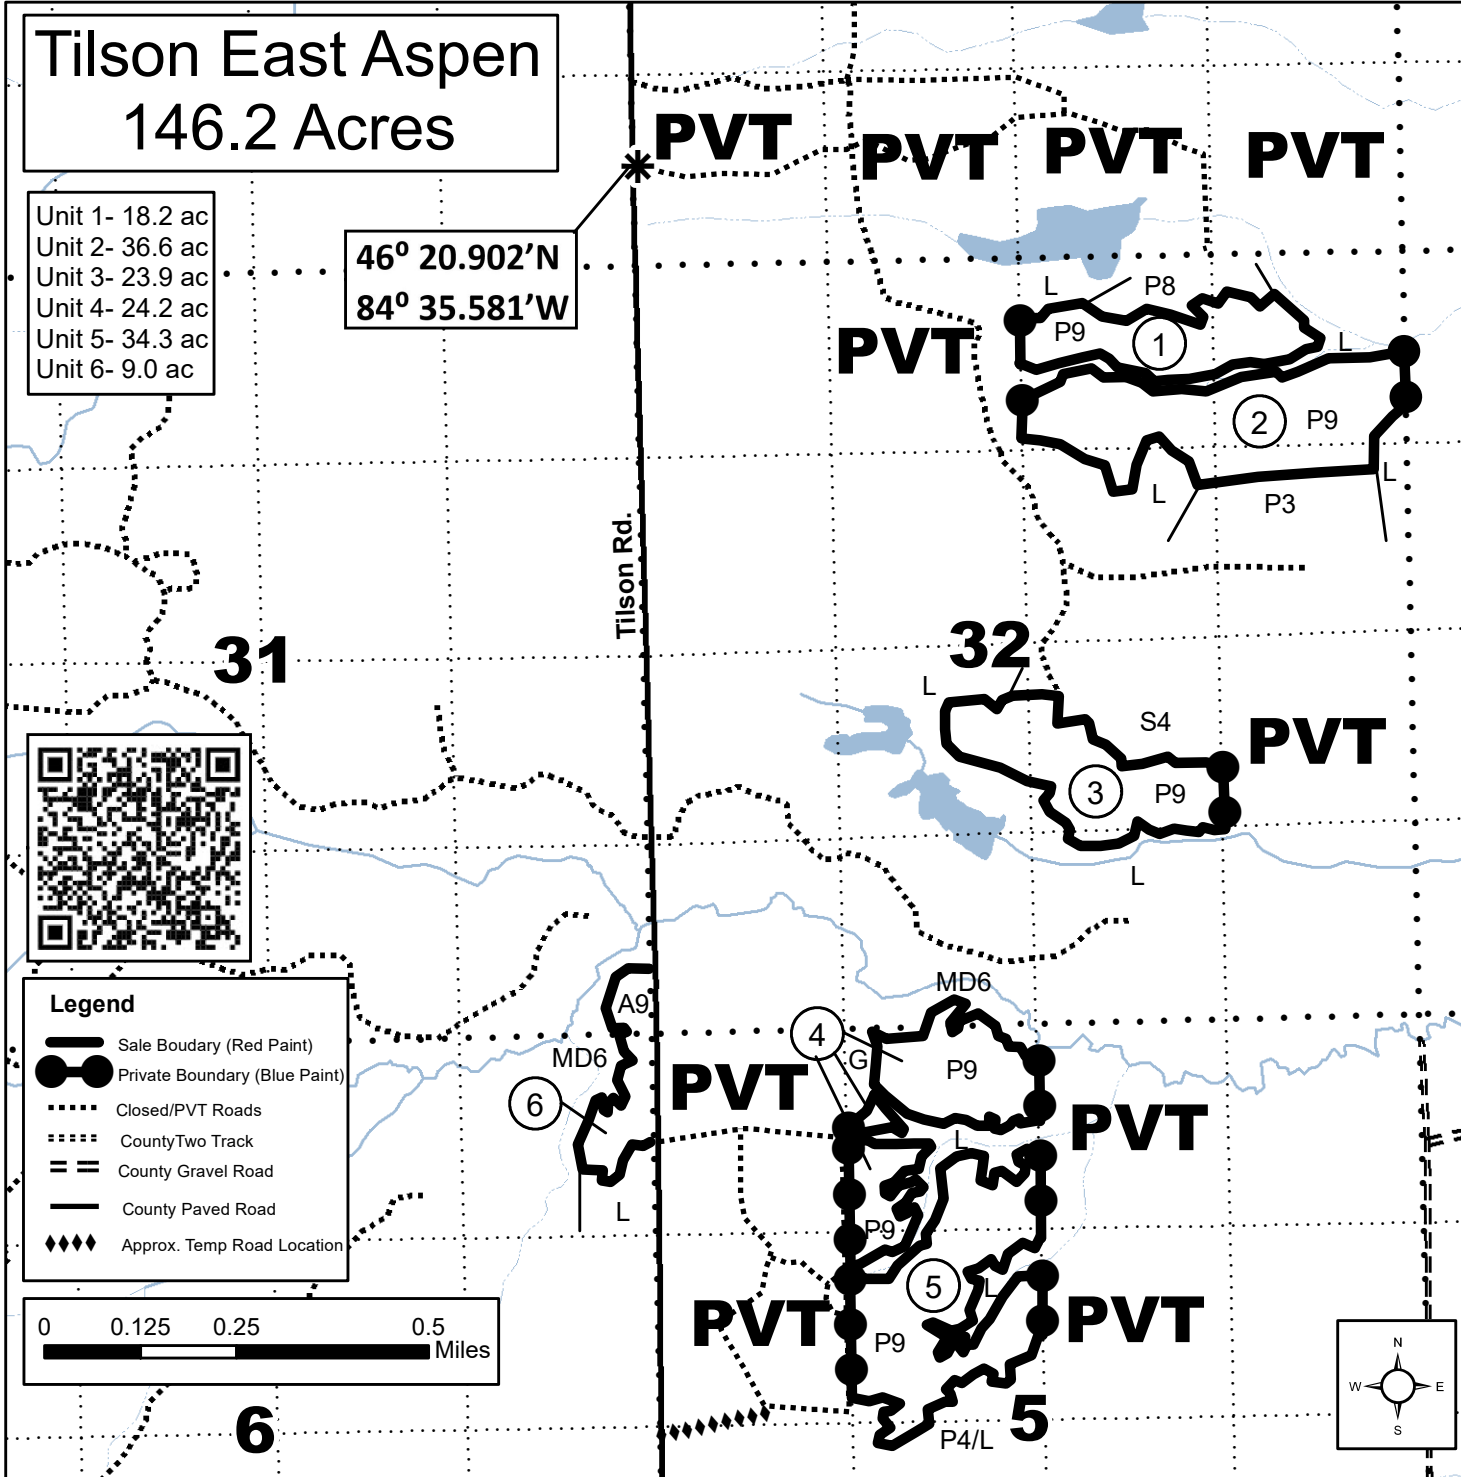 Tilson East Aspen
146.2 Acres
Unit 1- 18.2 ac
Unit 2- 36.6 ac
Unit 3- 23.9 ac
Unit 4- 24.2 ac
Unit 5- 34.3 ac
Unit 6- 9.0 ac
46⁰ 20.902’N
84⁰ 35.581’W
PVT
PVT
PVT
PVT
L
P8
P9
1
L
PVT
2
P9
L
L
P3
Tilson Rd.
31
32
L
S4
PVT
3
P9
L
A9
MD6
6
L
MD6
4
G
P9
PVT
PVT
L
P9
5
L
PVT
P9
PVT
6
5
P4/L
Legend
Sale Boudary (Red Paint)
Private Boundary (Blue Paint)
Closed/PVT Roads
CountyTwo Track
County Gravel Road
County Paved Road
Approx. Temp Road Location
0 0.125 0.25 0.5
Miles
N
W E
S